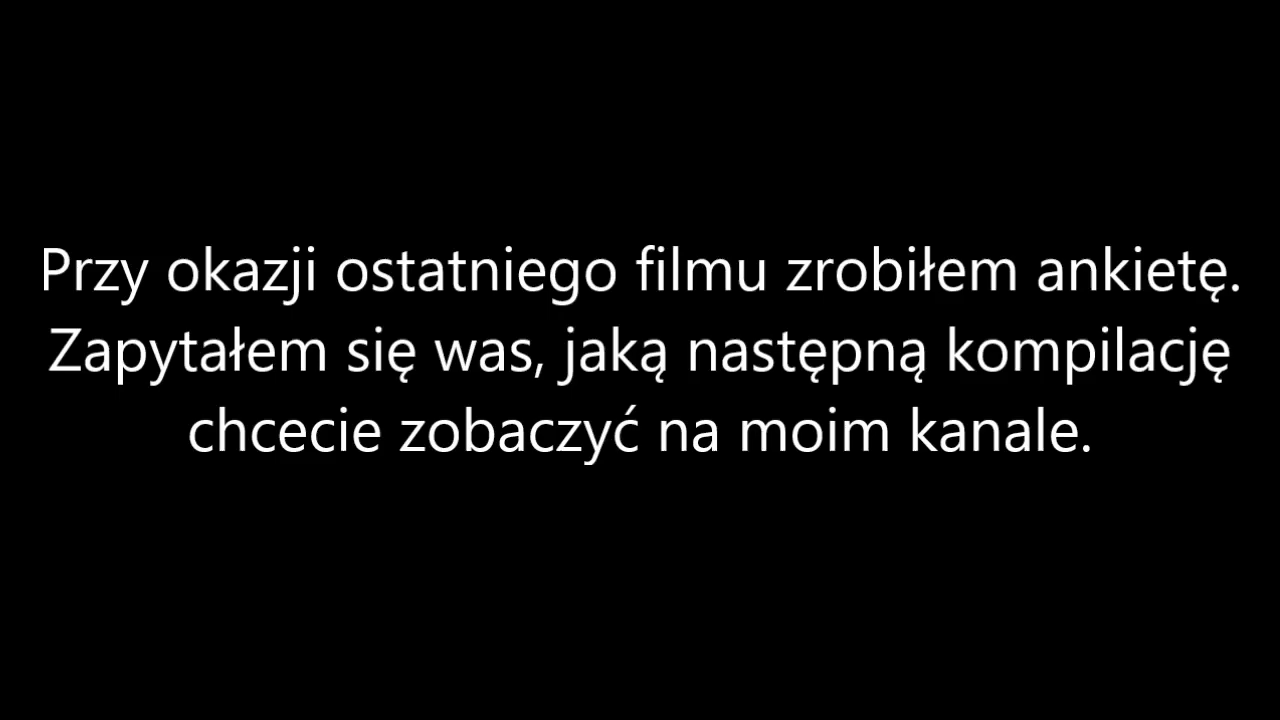 Przy okazji ostatniego filmu zrobiłem ankietę.
Zapytałem się was, jaką następną kompilację
chcecie zobaczyć na moim kanale.